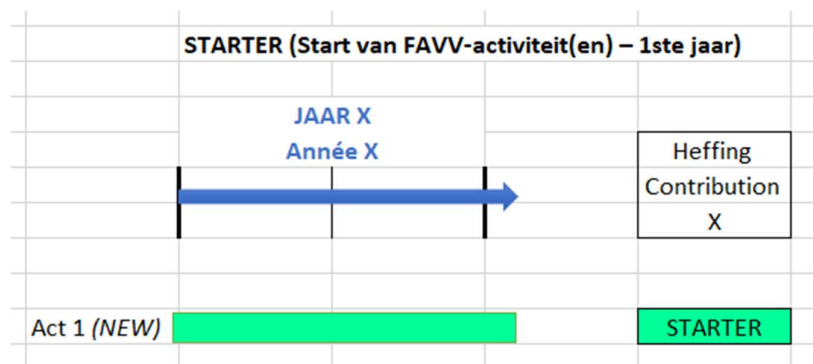 STARTER (Start van FAVV-activiteit(en) – 1ste jaar)
JAAR X
Année X
Heffing
Contribution
X
Act 1 (NEW)
STARTER